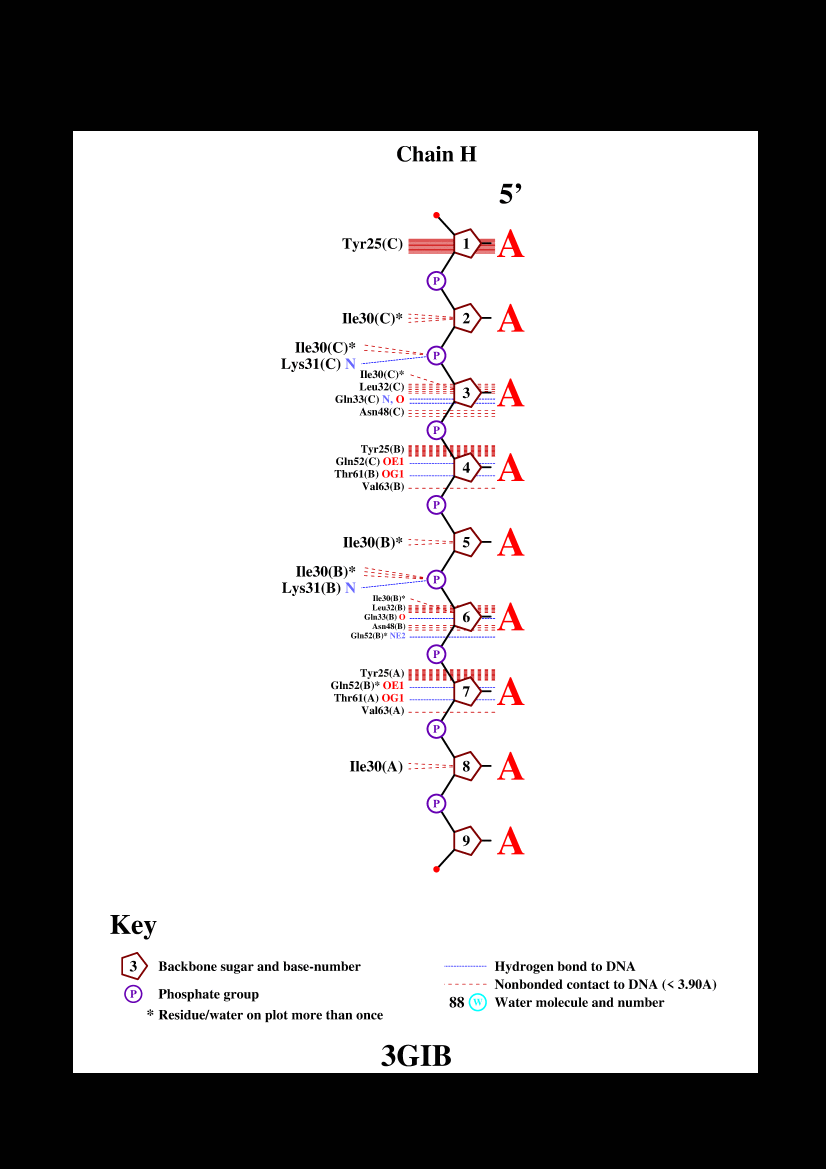 Chain H
5’
Tyr25(C) 1 A
P
Ile30(C)* 2 A
Ile30(C)*
P
Lys31(C) N
Ile30(C)*
Leu32(C)
3 A
Gln33(C) N, O
Asn48(C)
P
Tyr25(B)
Gln52(C) OE1
4 A
Thr61(B) OG1
Val63(B)
P
Ile30(B)* 5 A
Ile30(B)*
P
Lys31(B) N
Ile30(B)*
Leu32(B)
Gln33(B) O 6 A
Asn48(B)
Gln52(B)* NE2
P
Tyr25(A)
Gln52(B)* OE1
7 A
Thr61(A) OG1
Val63(A)
P
Ile30(A) 8 A
P
9 A
Key
3 Backbone sugar and base-number
P Phosphate group
* Residue/water on plot more than once
Hydrogen bond to DNA
Nonbonded contact to DNA (< 3.90A)
88 W Water molecule and number
3GIB